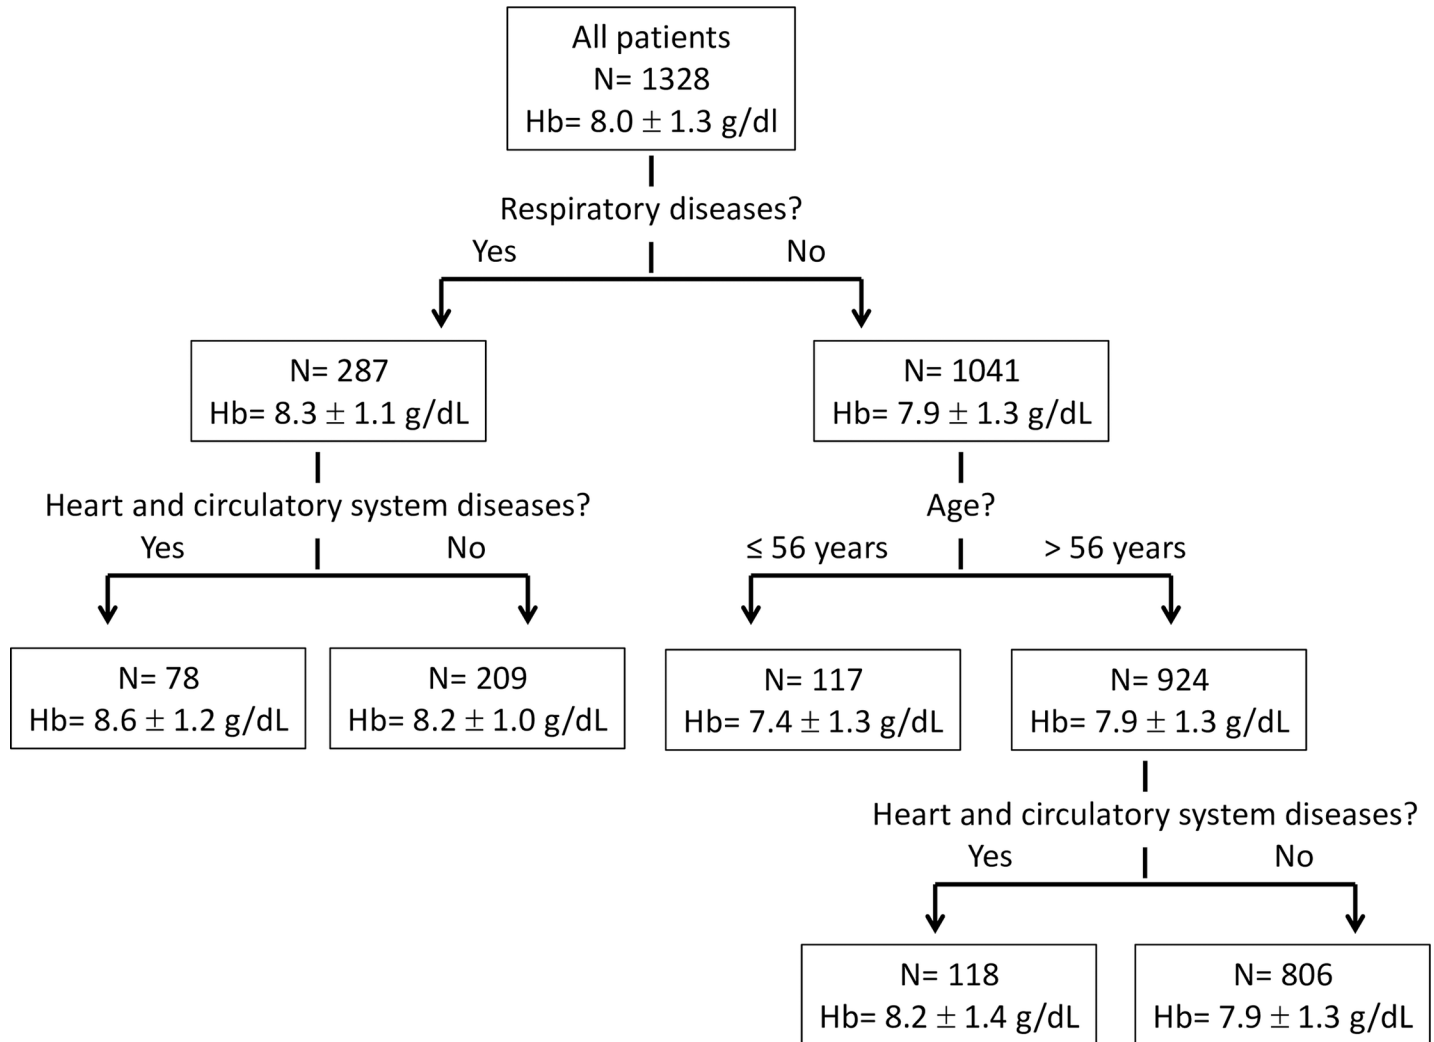 All patients
N= 1328
Hb= 8.0 ± 1.3 g/dl
Respiratory diseases?
Yes No
N= 287
Hb= 8.3 ± 1.1 g/dL
N= 1041
Hb= 7.9 ± 1.3 g/dL
Heart and circulatory system diseases?
Yes No
Age?
≤ 56 years > 56 years
N= 78
Hb= 8.6 ± 1.2 g/dL
N= 209
Hb= 8.2 ± 1.0 g/dL
N= 117
Hb= 7.4 ± 1.3 g/dL
N= 924
Hb= 7.9 ± 1.3 g/dL
Heart and circulatory system diseases?
Yes No
N= 118
Hb= 8.2 ± 1.4 g/dL
N= 806
Hb= 7.9 ± 1.3 g/dL